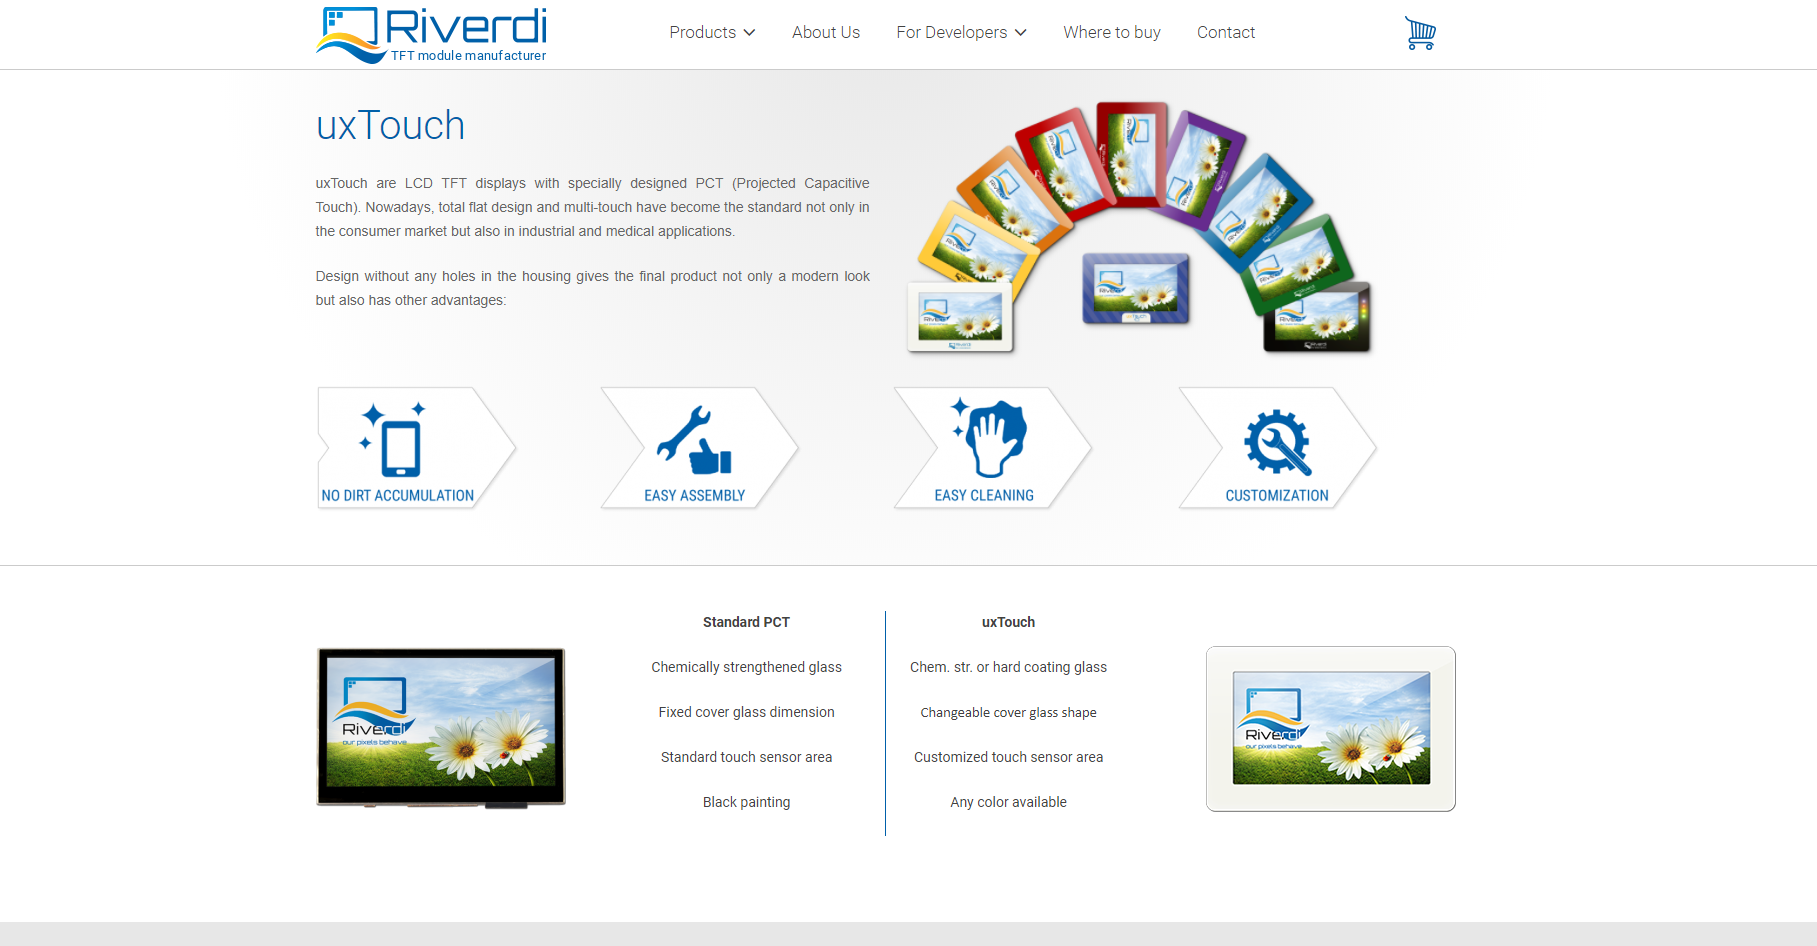 Riverdi
TFT module manufacturer
Products
About Us
For Developers
Where to buy
Contact
uxTouch
uxTouch are LCD TFT displays with specially designed PCT (Projected Capacitive
Touch). Nowadays, total flat design and multi-touch have become the standard not only in
the consumer market but also in industrial and medical applications.
Design without any holes in the housing gives the final product not only a modern look
but also has other advantages:
NO DIRT ACCUMULATION
EASY ASSEMBLY
EASY CLEANING
CUSTOMIZATION
Standard PCT
Chemically strengthened glass
Fixed cover glass dimension
Standard touch sensor area
Black painting
uxTouch
Chem. str. or hard coating glass
Changeable cover glass shape
Customized touch sensor area
Any color available
Riverdi
our pixels behave
Riverdi
our pixels behave